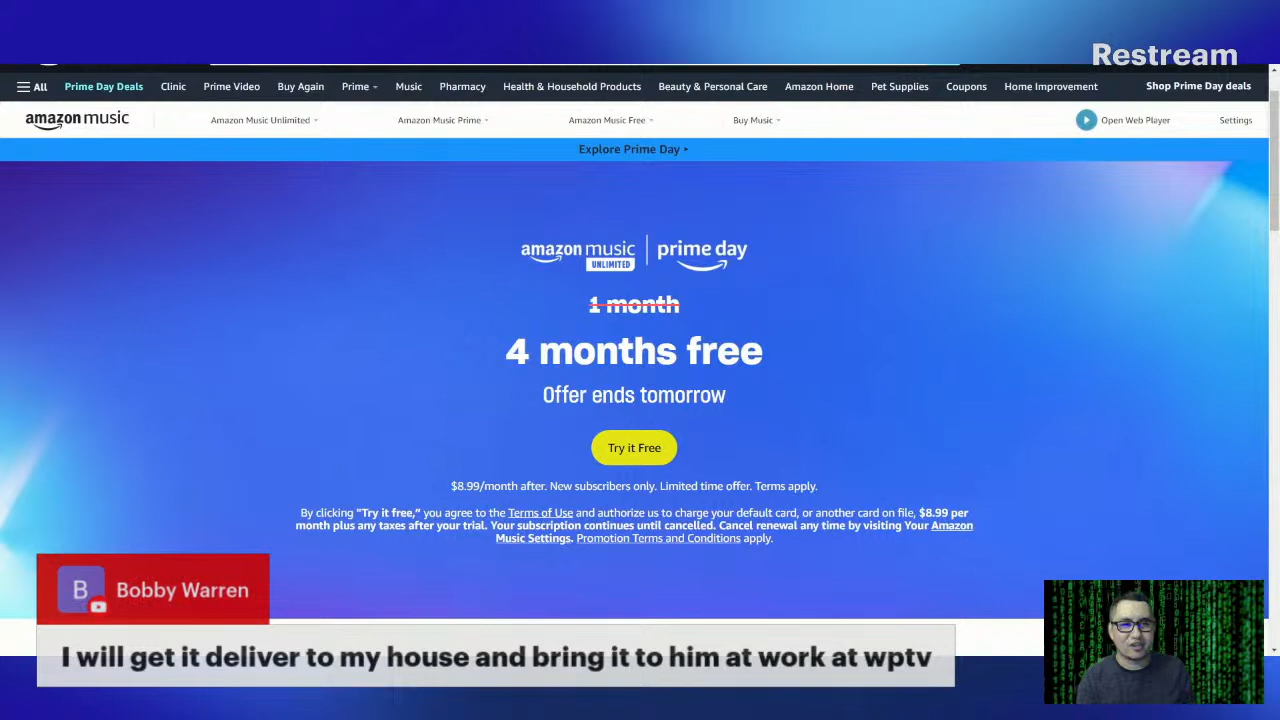 Restream
All
Prime Day Deals
Clinic
Prime Video
Buy Again
Prime
Music
Pharmacy
Health & Household Products
Beauty & Personal Care
Amazon Home
Pet Supplies
Coupons
Home Improvement
Shop Prime Day deals
amazon music
Amazon Music Unlimited
Amazon Music Prime
Amazon Music Free
Buy Music
Open Web Player
Settings
Explore Prime Day
amazon music
UNLIMITED
prime day
1 month
4 months free
Offer ends tomorrow
Try it Free
$8.99/month after. New subscribers only. Limited time offer. Terms apply.
By clicking "Try it free,” you agree to the Terms of Use and authorize us to charge your default card, or another card on file, $8.99 per
month plus any taxes after your trial. Your subscription continues until cancelled. Cancel renewal any time by visiting Your Amazon
Music Settings. Promotion Terms and Conditions apply.
B
Bobby Warren
I will get it deliver to my house and bring it to him at work at wptv